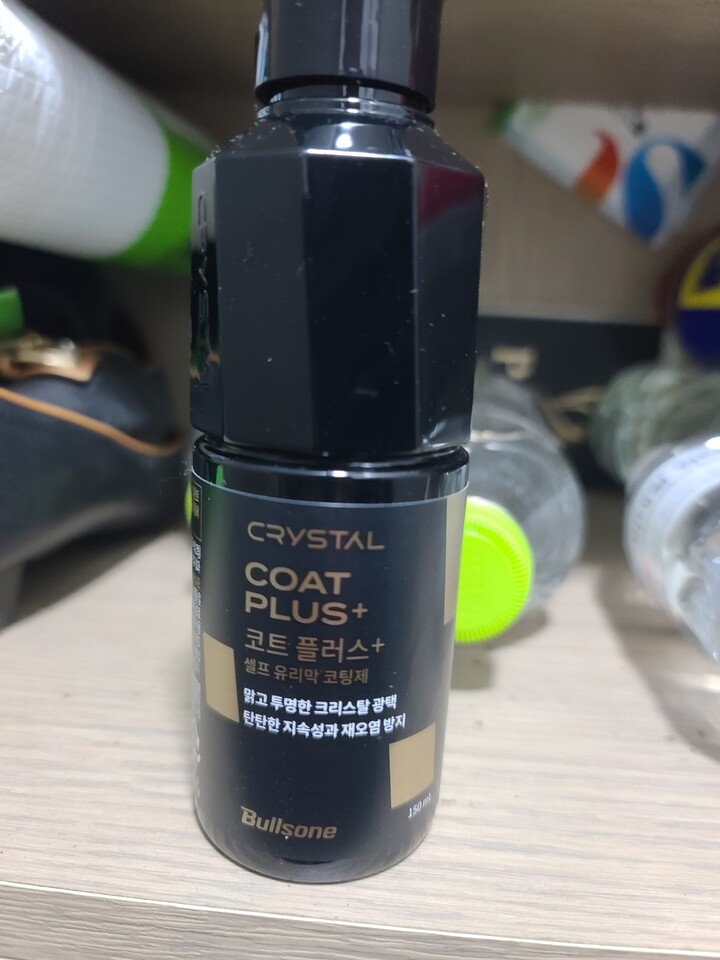 CRYSTAL
COAT
PLUS+
코트 플러스+
셀프 유리막 코팅제
맑고 투명한 크리스탈 광택
탄탄한 지속성과 재오염 방지
150 mL
Bullsone